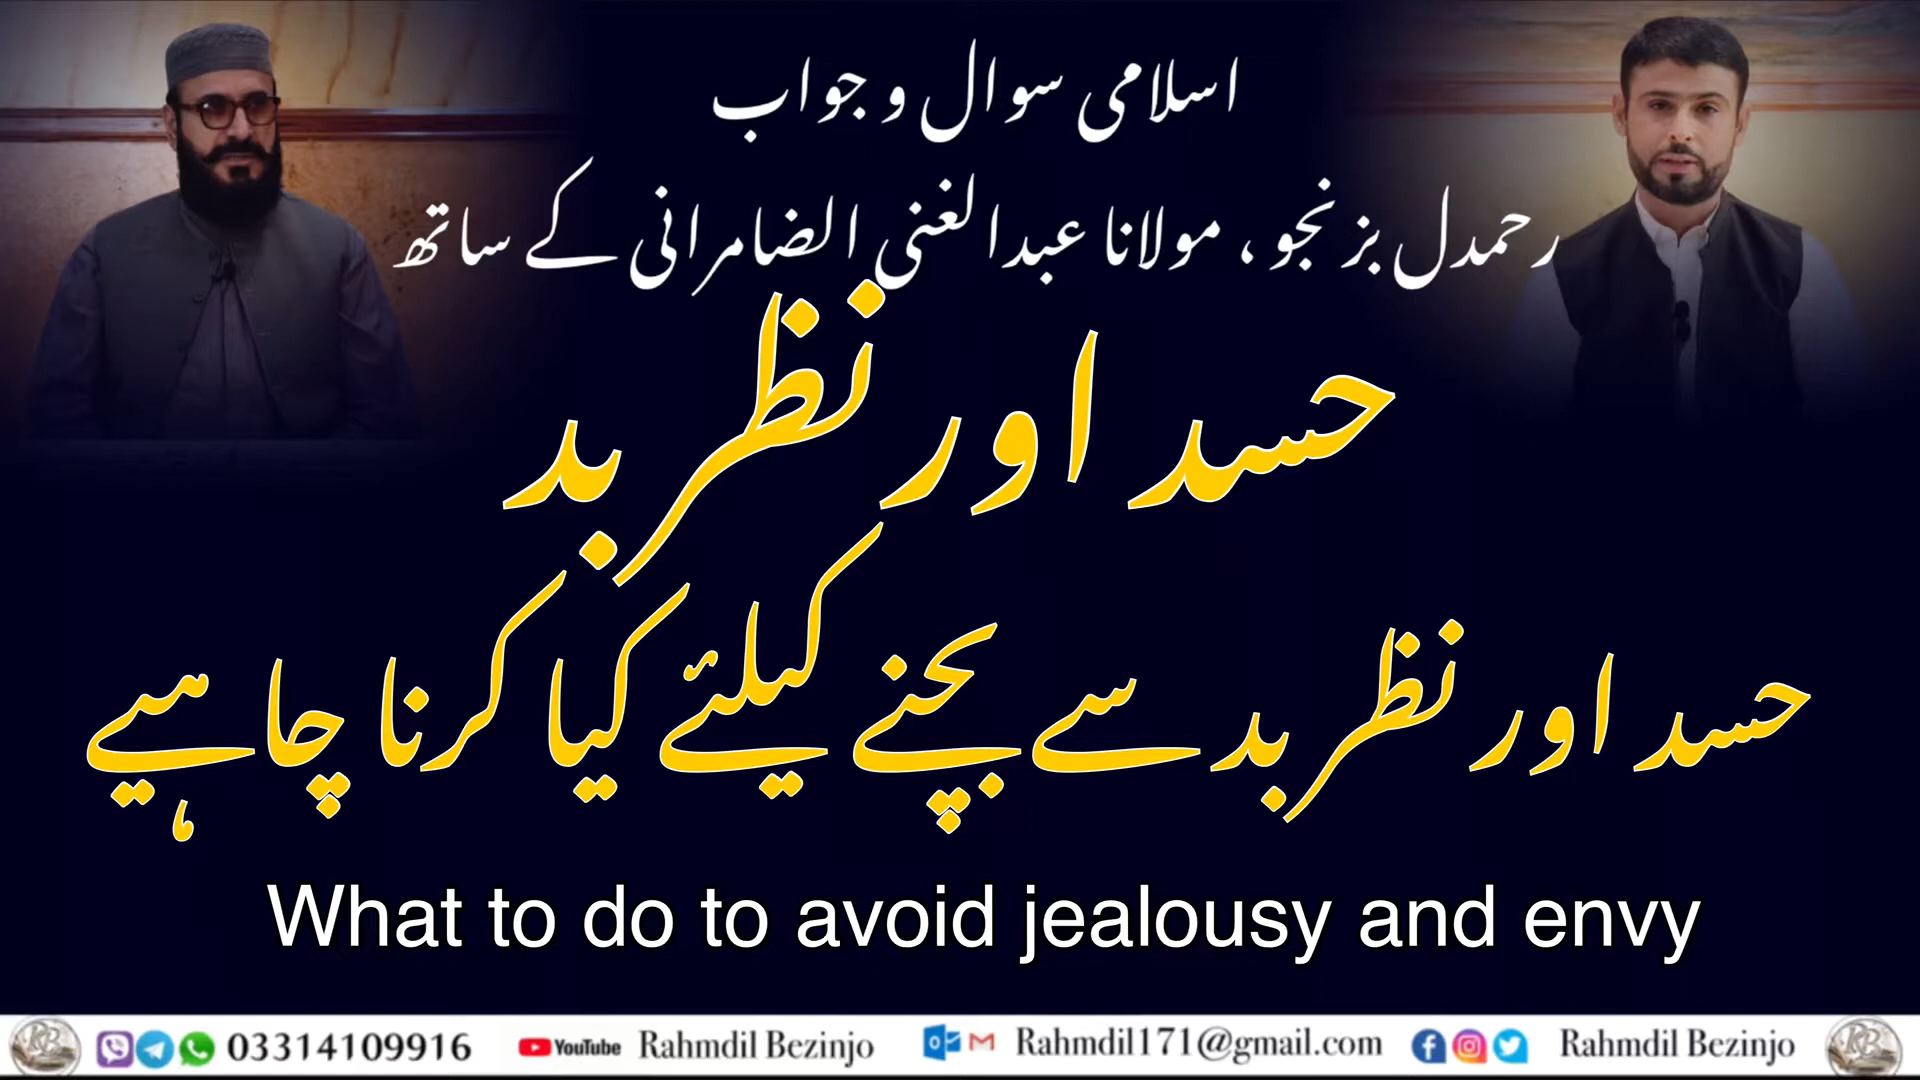 اسلامی سوال و جواب
رحمدل بزنجو، مولانا عبدالغنی الضامرانی کے ساتھ
حسد اور نظر بد
حسد اور نظر بد سے بچنے کیلئے کیا کرنا چاہیے
What to do to avoid jealousy and envy
03314109916 YouTube Rahmdil Bezinjo Rahmdil171@gmail.com Rahmdil Bezinjo